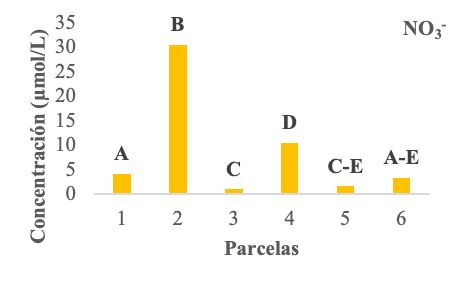 NO₃⁻
Concentración (µmol/L)
35
30
25
20
15
10
5
0
A
B
C
D
C-E
A-E
1 2 3 4 5 6
Parcelas